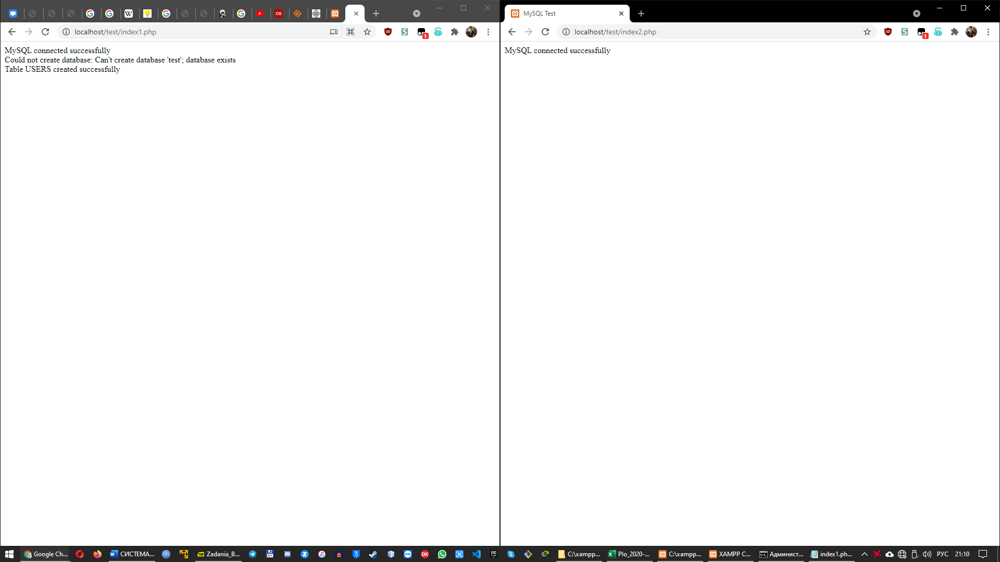 MySQL Test
localhost/test/index1.php
localhost/test/index2.php
MySQL connected successfully
Could not create database: Can't create database 'test'; database exists
Table USERS created successfully
MySQL connected successfully
Google Ch...
СИСТЕМА...
Zadania_B...
C:\xampp...
Plo_2020-...
C:\xampp...
XAMPP C...
Админист...
index1.ph...
РУС
21:10